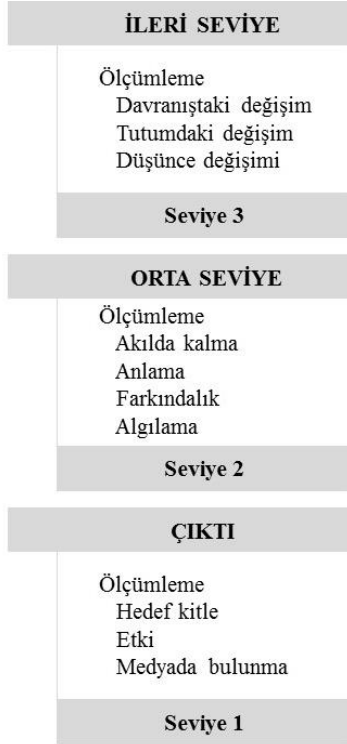 İLERİ SEVİYE
Ölçümleme
Davranıştaki değişim
Tutumdaki değişim
Düşünce değişimi
Seviye 3
ORTA SEVİYE
Ölçümleme
Akılda kalma
Anlama
Farkındalık
Algılama
Seviye 2
ÇIKTI
Ölçümleme
Hedef kitle
Etki
Medyada bulunma
Seviye 1